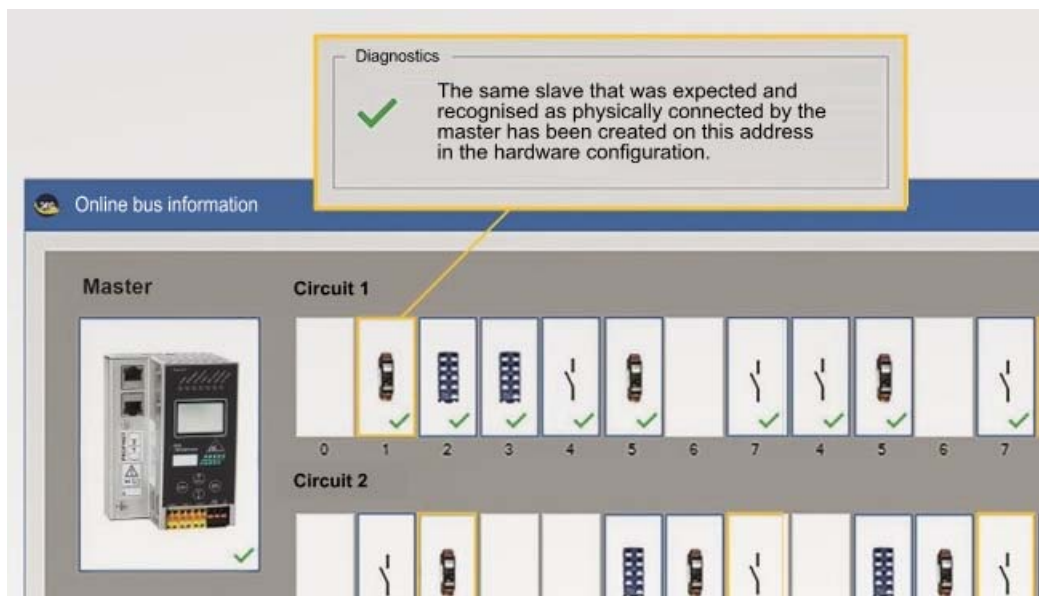 Diagnostics
The same slave that was expected and
recognised as physically connected by the
master has been created on this address
in the hardware configuration.
Online bus information
Master
Circuit 1
0 1 2 3 4 5 6 7 4 5 6 7
Circuit 2